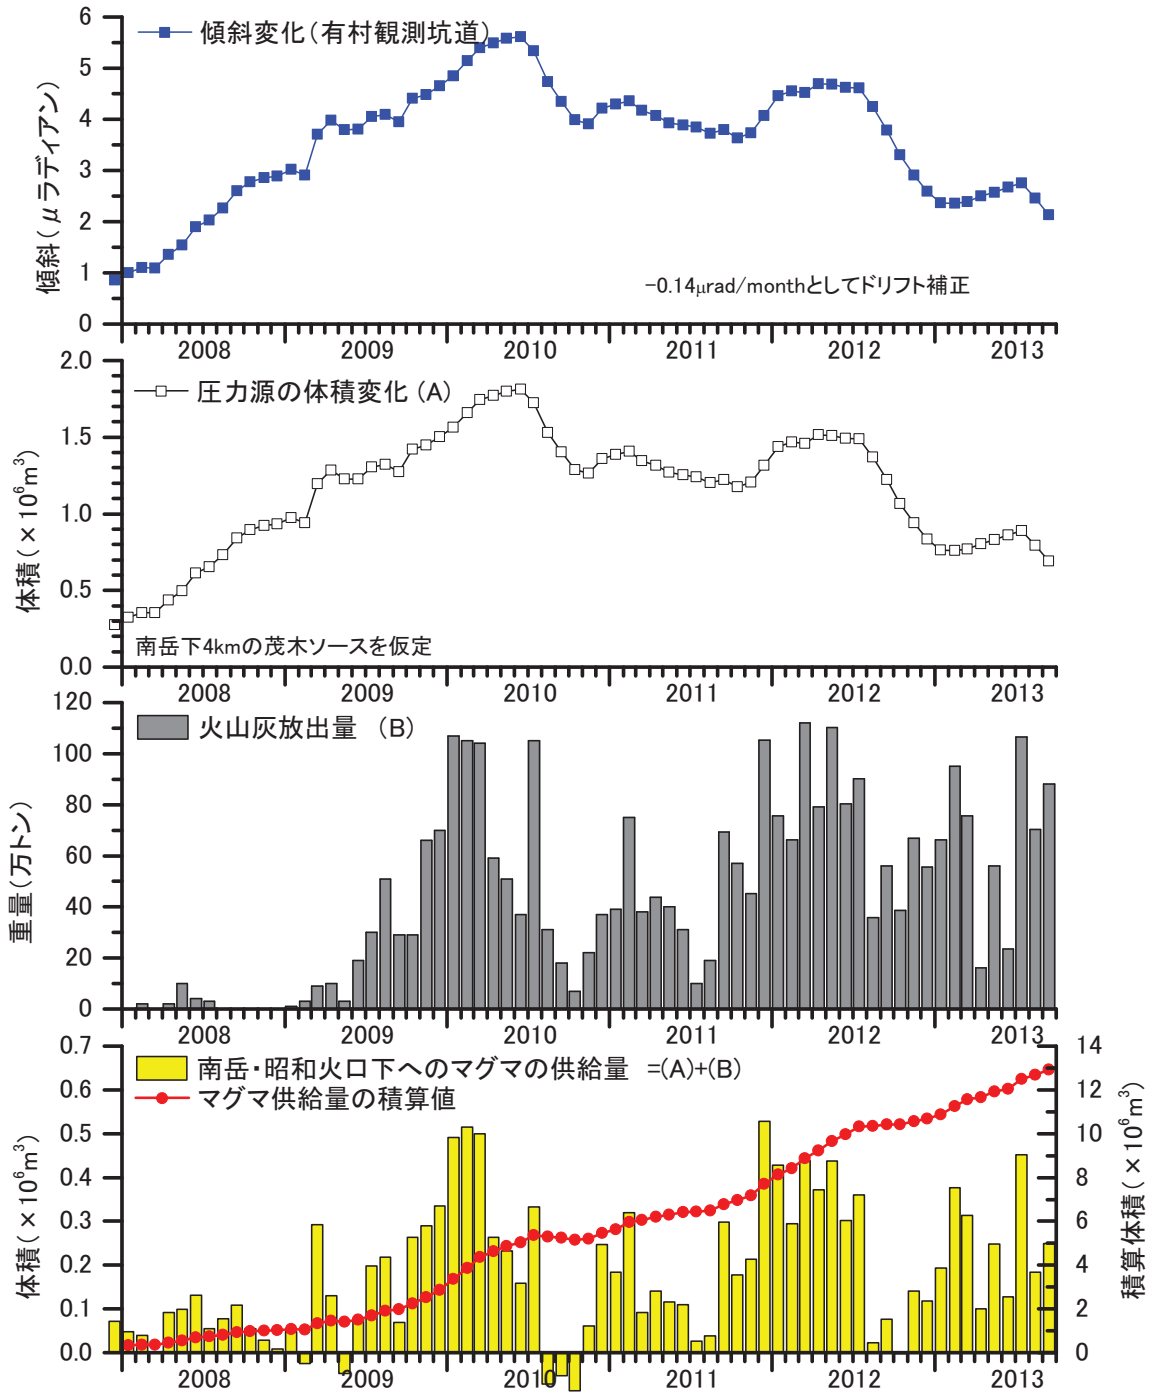 6
傾斜変化（有村観測坑道）
5
4
3
2
1
0
傾斜（μラディアン）
-0.14μrad/monthとしてドリフト補正
2008 2009 2010 2011 2012 2013
2.0
圧力源の体積変化 (A)
1.5
1.0
0.5
0.0
体積（×10⁶m³）
南岳下4kmの茂木ソースを仮定
2008 2009 2010 2011 2012 2013
120
火山灰放出量 (B)
100
80
60
40
20
0
重量（万トン）
2008 2009 2010 2011 2012 2013
0.7
南岳・昭和火口下へのマグマの供給量 =(A)+(B)
マグマ供給量の積算値
0.6
0.5
0.4
0.3
0.2
0.1
0.0
体積（×10⁶m³）
14
12
10
8
6
4
2
0
積算体積（×10⁶m³）
2008 2009 2010 2011 2012 2013